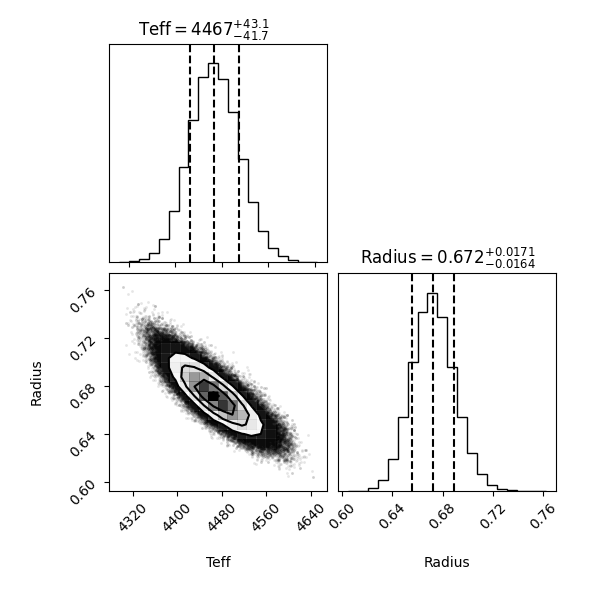 Teff = 4467 +43.1 −41.7
Radius = 0.672 +0.0171 −0.0164
0.76
0.72
0.68
0.64
0.60
Radius
4320 4400 4480 4560 4640
Teff
0.60 0.64 0.68 0.72 0.76
Radius